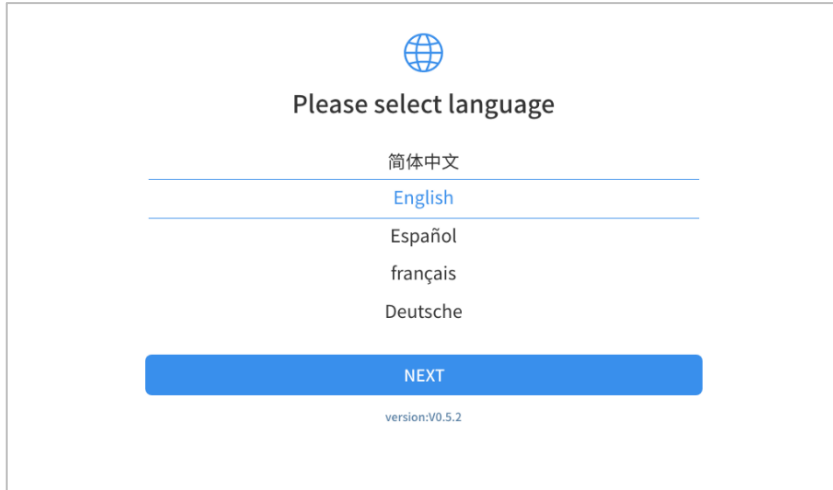 Please select language
简体中文
English
Español
français
Deutsche
NEXT
version:V0.5.2